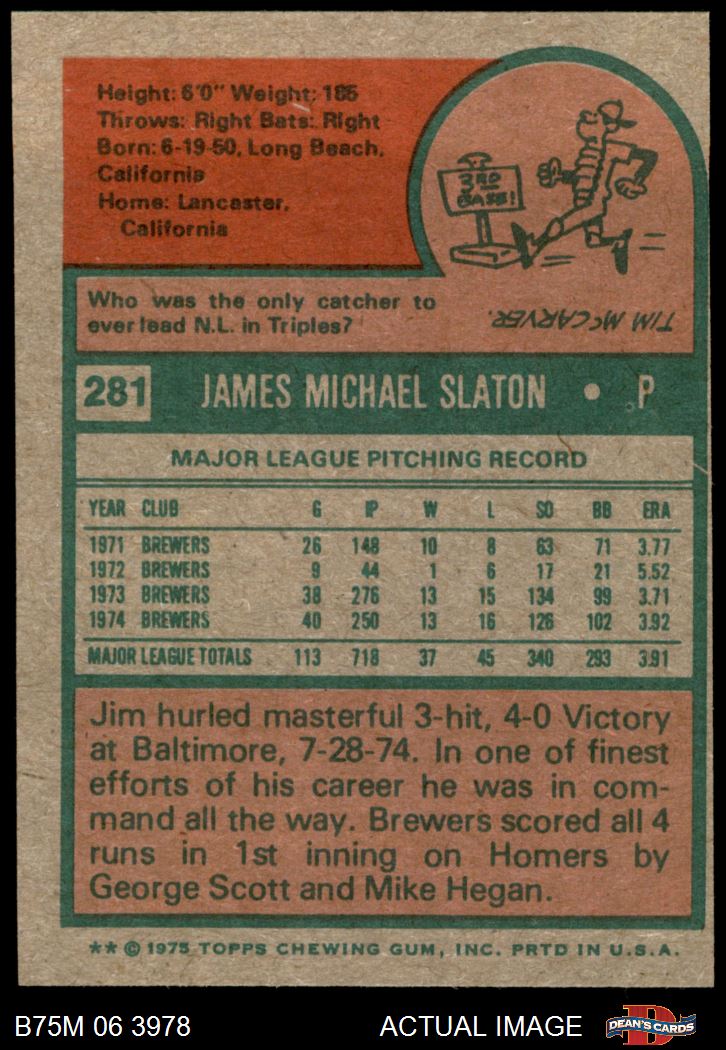 Height: 6'0" Weight: 185
Throws: Right Bats: Right
Born: 6-19-50, Long Beach,
California
Home: Lancaster,
California
3RD
BASE!
Who was the only catcher to
ever lead N.L. in Triples?
TIM McCARVER.
281 JAMES MICHAEL SLATON • P
MAJOR LEAGUE PITCHING RECORD
YEAR CLUB G IP W L SO BB ERA
1971 BREWERS 26 148 10 8 63 71 3.77
1972 BREWERS 9 44 1 6 17 21 5.52
1973 BREWERS 38 276 13 15 134 99 3.71
1974 BREWERS 40 250 13 16 126 102 3.92
MAJOR LEAGUE TOTALS 113 718 37 45 340 293 3.91
Jim hurled masterful 3-hit, 4-0 Victory
at Baltimore, 7-28-74. In one of finest
efforts of his career he was in com-
mand all the way. Brewers scored all 4
runs in 1st inning on Homers by
George Scott and Mike Hegan.
** © 1975 TOPPS CHEWING GUM, INC. PRTD IN U.S.A.
B75M 06 3978 ACTUAL IMAGE DEAN'S CARDS